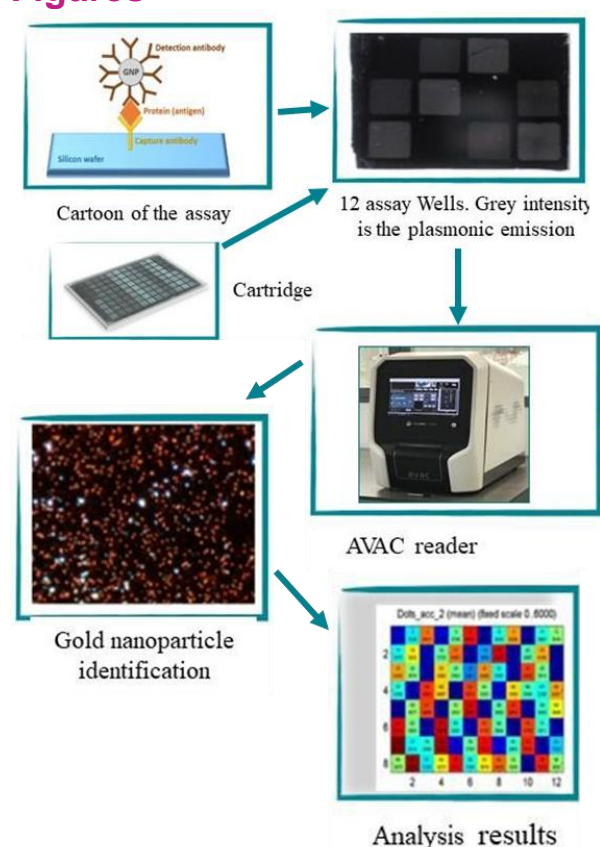 Figures
Detection antibody
GNP
Protein (antigen)
Capture antibody
Silicon wafer
Cartoon of the assay
12 assay Wells. Grey intensity
is the plasmonic emission
Cartridge
AVAC
AVAC reader
Gold nanoparticle
identification
Dots_acc_2 (mean) (fixed scale 0..6000)
2
4
6
8
2 4 6 8 10 12
Analysis results